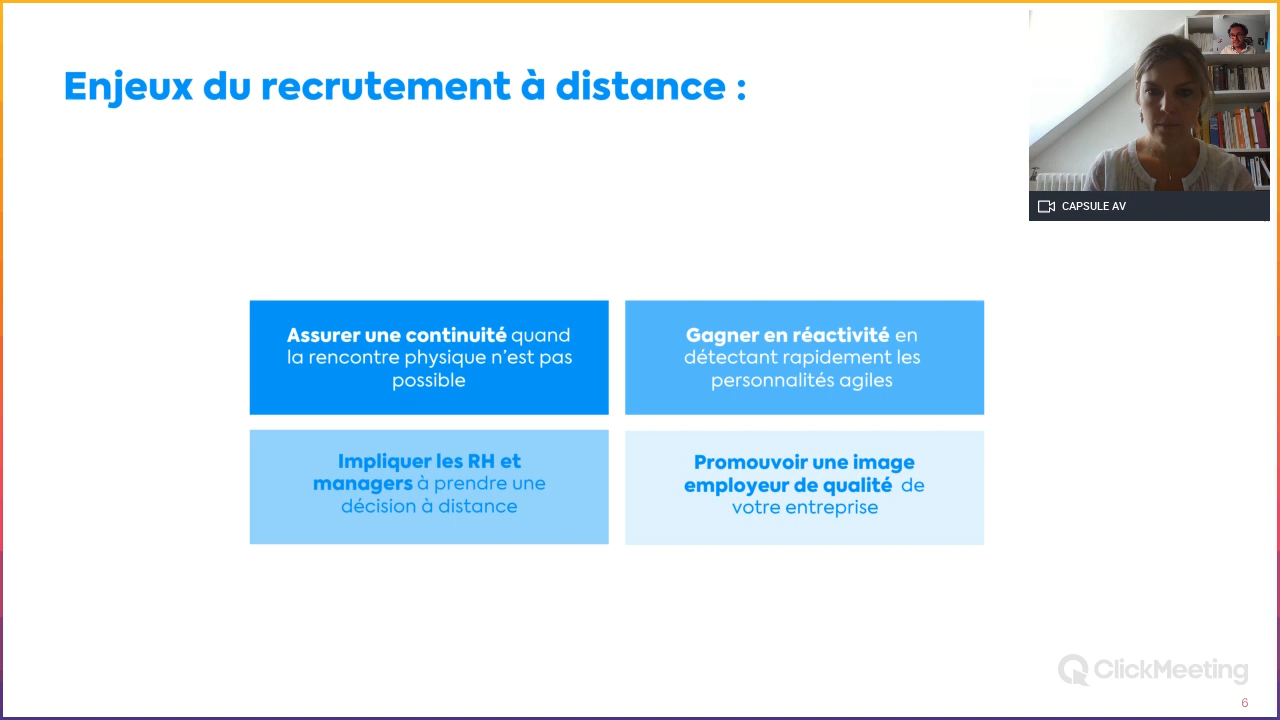 Enjeux du recrutement à distance :
CAPSULE AV
Assurer une continuité quand
la rencontre physique n'est pas
possible
Gagner en réactivité en
détectant rapidement les
personnalités agiles
Impliquer les RH et
managers à prendre une
décision à distance
Promouvoir une image
employeur de qualité de
votre entreprise
ClickMeeting
6